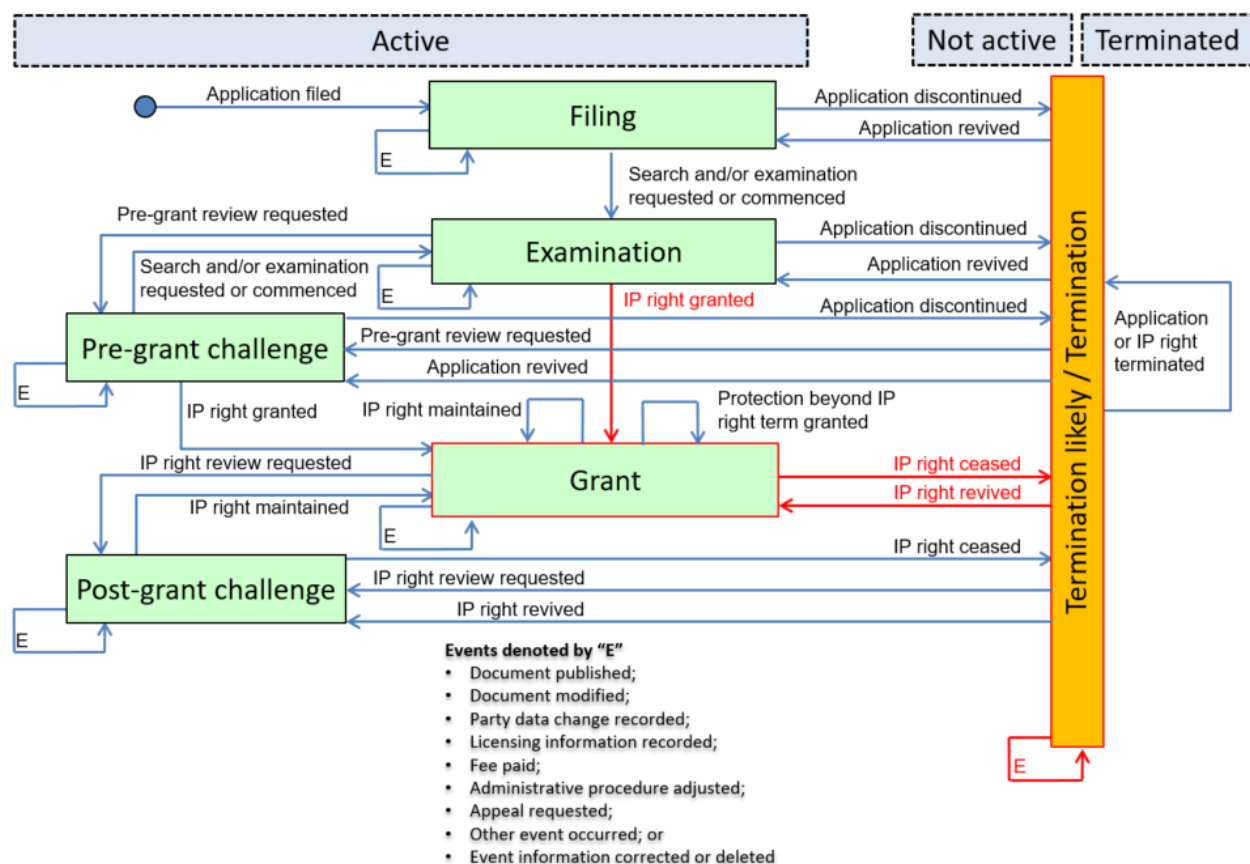 Active
Not active
Terminated
Application filed
Filing
Application discontinued
Application revived
E
Search and/or examination
requested or commenced
Pre-grant review requested
Examination
Application discontinued
Search and/or examination
requested or commenced
Application revived
E
IP right granted
Application discontinued
Pre-grant challenge
Pre-grant review requested
Application revived
E
Application
or IP right
terminated
IP right granted
IP right maintained
Protection beyond IP
right term granted
IP right review requested
Grant
IP right ceased
IP right revived
IP right maintained
E
IP right ceased
Post-grant challenge
IP right review requested
IP right revived
E
Termination likely / Termination
E
Events denoted by “E”
• Document published;
• Document modified;
• Party data change recorded;
• Licensing information recorded;
• Fee paid;
• Administrative procedure adjusted;
• Appeal requested;
• Other event occurred; or
• Event information corrected or deleted